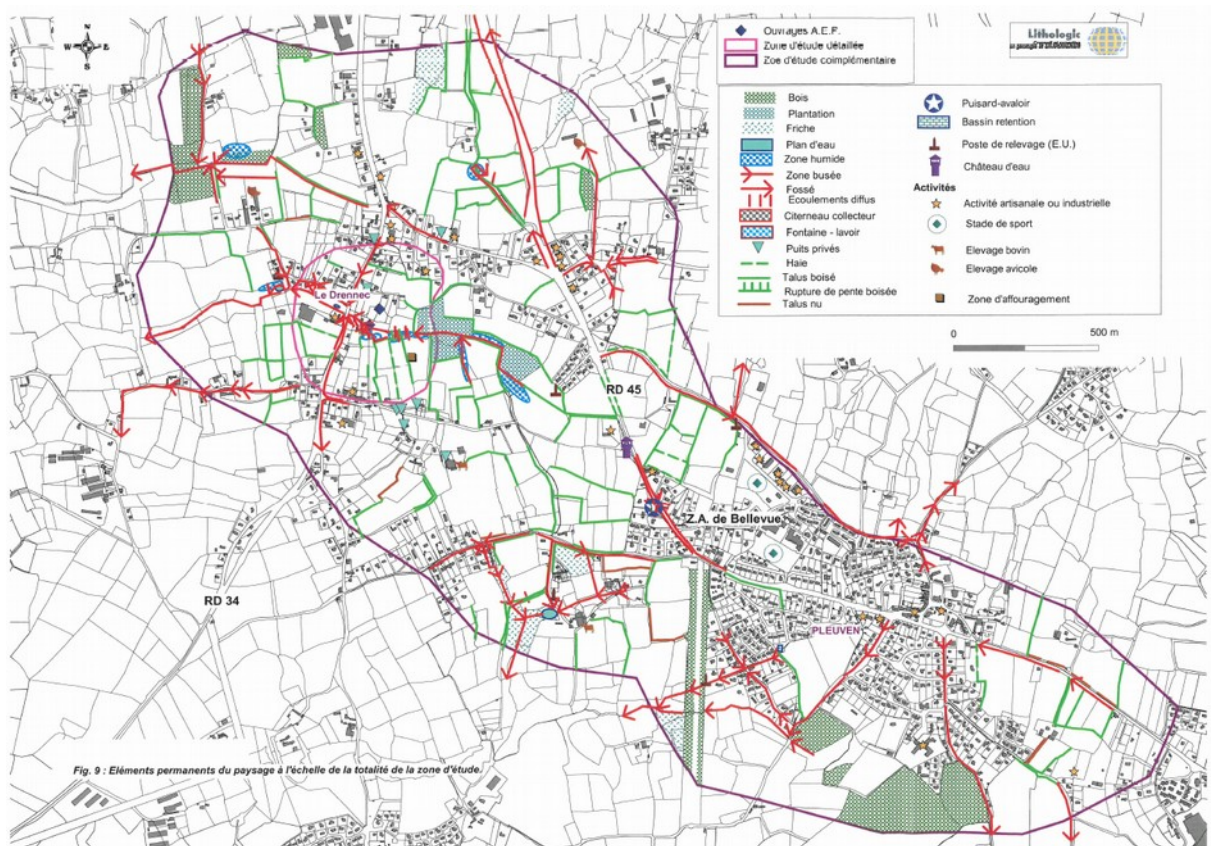 N
W E
S
Ouvrages A.E.F.
Zone d'étude détaillée
Zoe d'étude coimplémentaire
Lithologic
Bois
Plantation
Friche
Plan d'eau
Zone humide
Zone busée
Fossé
Ecoulements diffus
Citerneau collecteur
Fontaine - lavoir
Puits privés
Haie
Talus boisé
Rupture de pente boisée
Talus nu
Puisard-avaloir
Bassin retention
Poste de relevage (E.U.)
Château d'eau
Activités
Activité artisanale ou industrielle
Stade de sport
Elevage bovin
Elevage avicole
Zone d'affouragement
0 500 m
Le Drennec
RD 45
Z.A. de Bellevue
RD 34
PLEUVEN
Fig. 9 : Eléments permanents du paysage à l'échelle de la totalité de la zone d'étude.